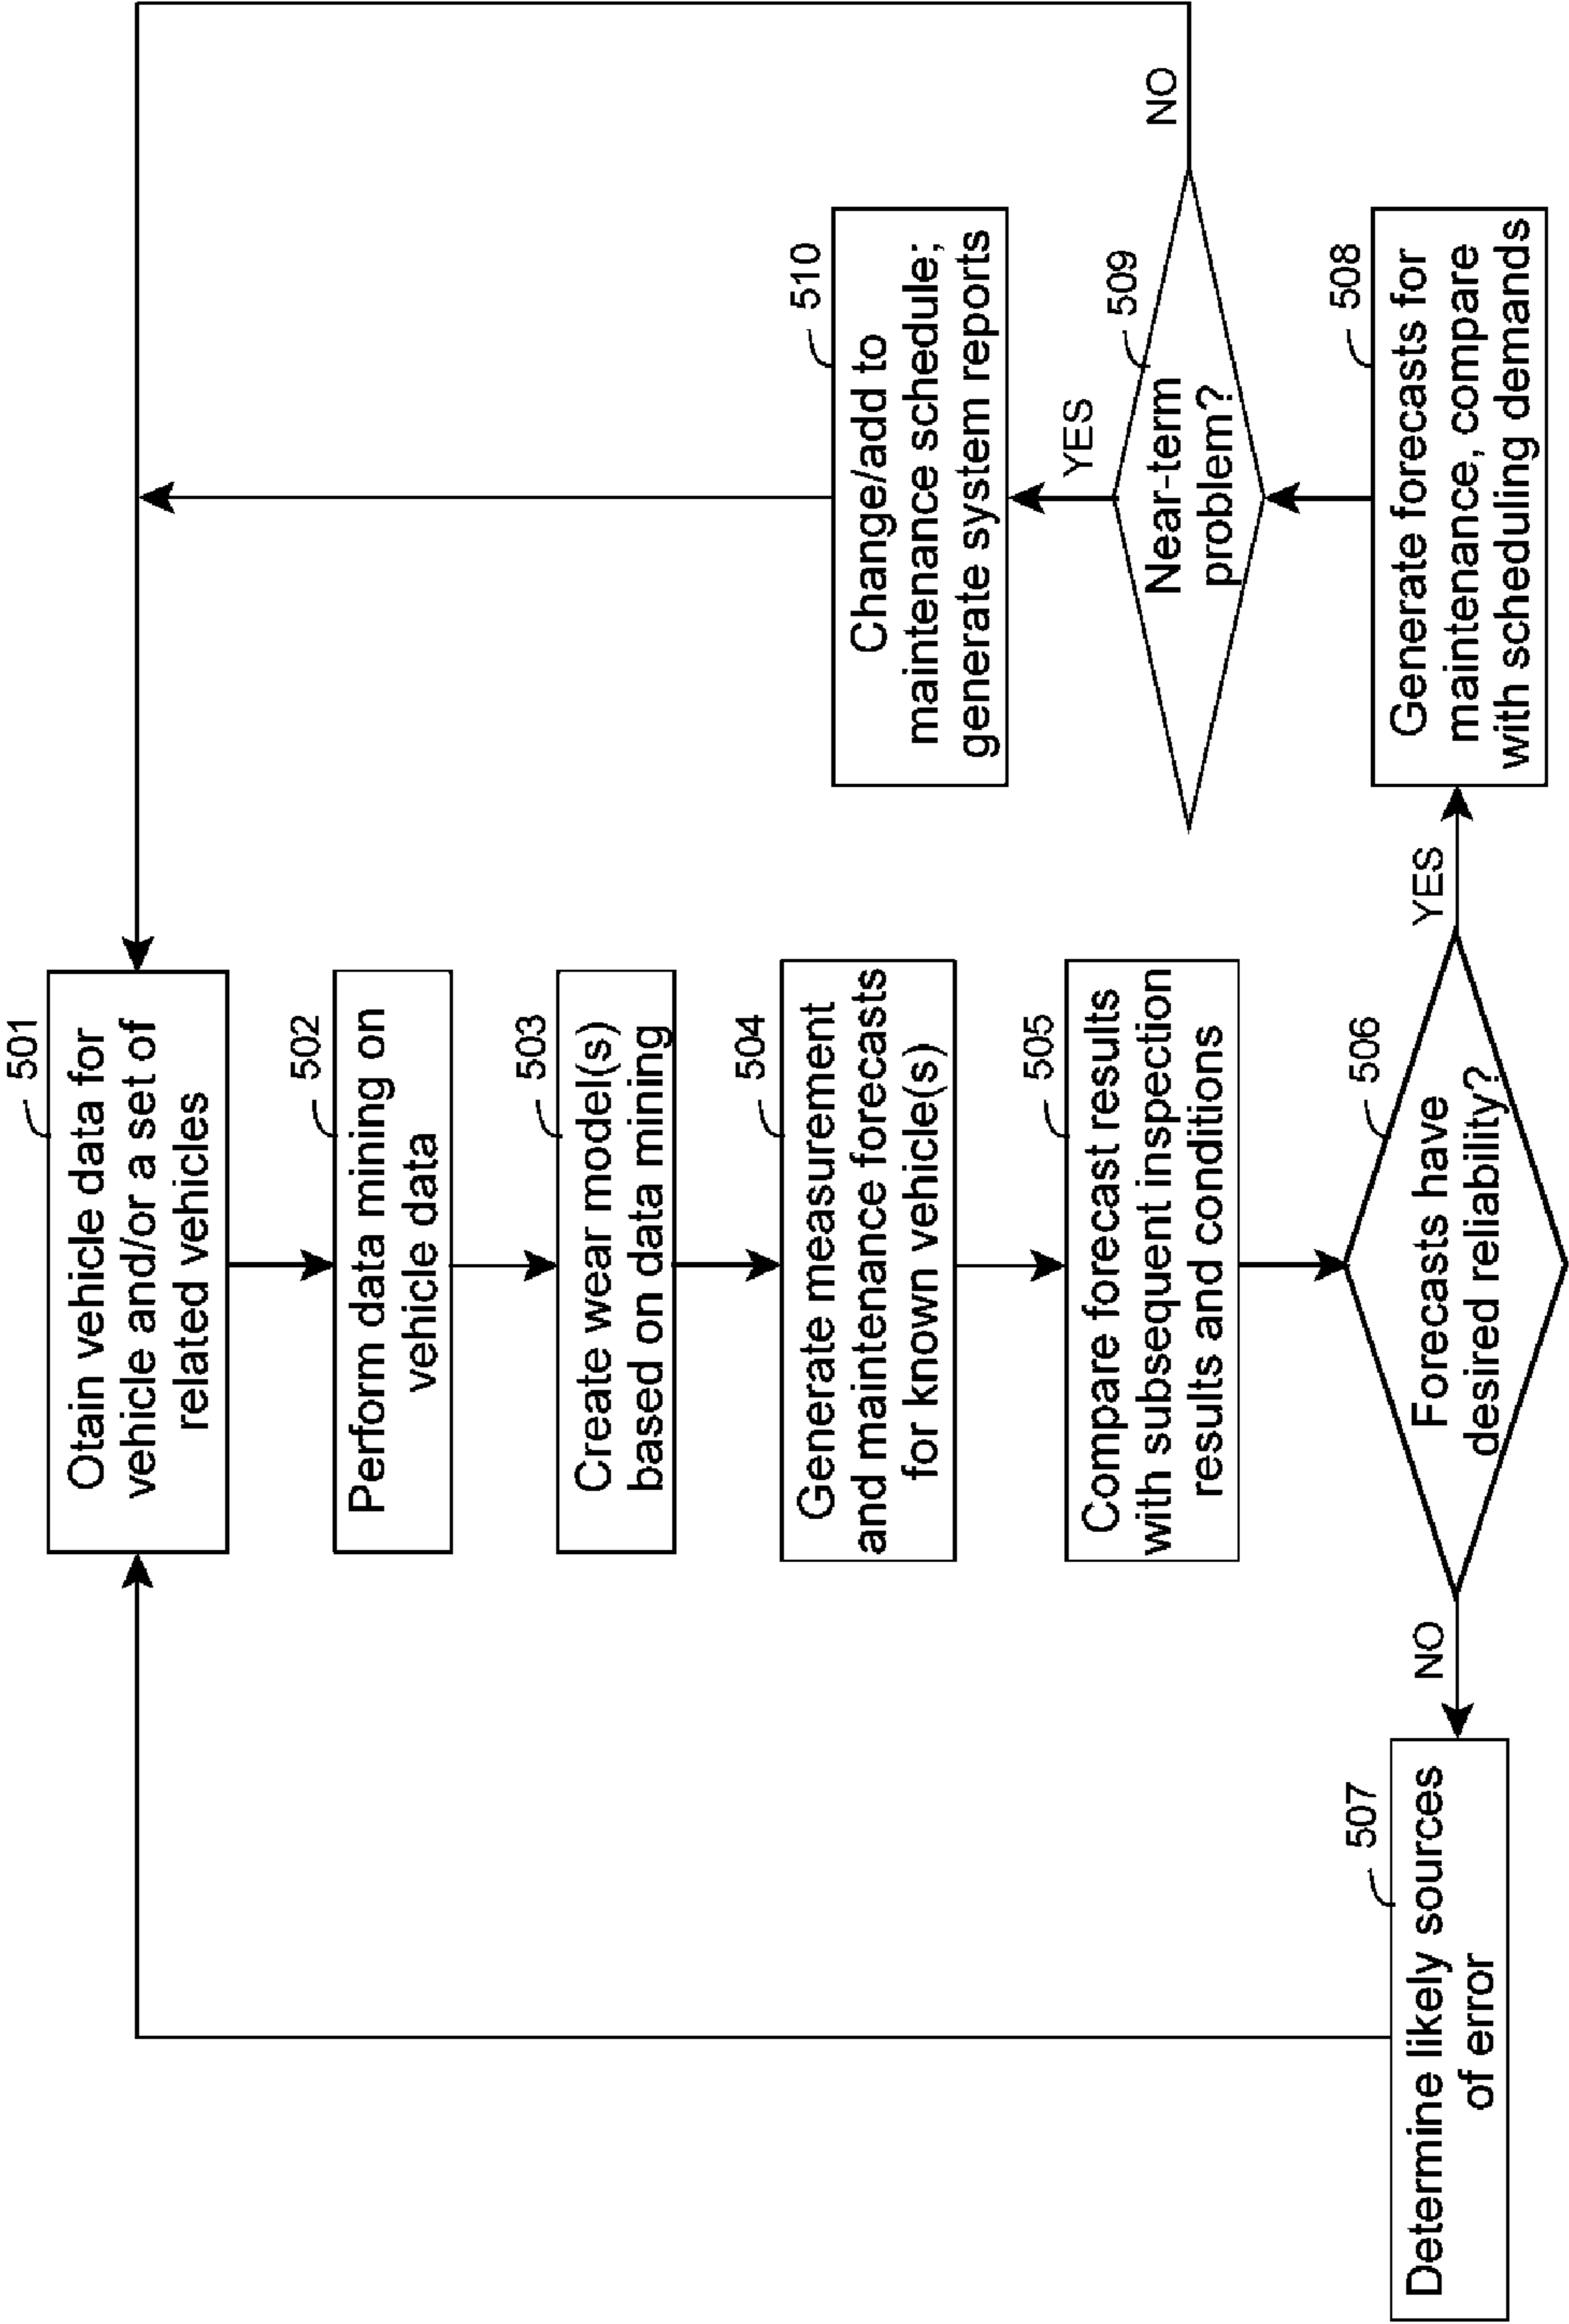 501
Otain vehicle data for
vehicle and/or a set of
related vehicles
502
Perform data mining on
vehicle data
503
Create wear model(s)
based on data mining
504
Generate measurement
and maintenance forecasts
for known vehicle(s)
505
Compare forecast results
with subsequent inspection
results and conditions
506
Forecasts have
desired reliability?
NO
YES
507
Determine likely sources
of error
508
Generate forecasts for
maintenance, compare
with scheduling demands
509
Near-term
problem?
YES
NO
510
Change/add to
maintenance schedule;
generate system reports